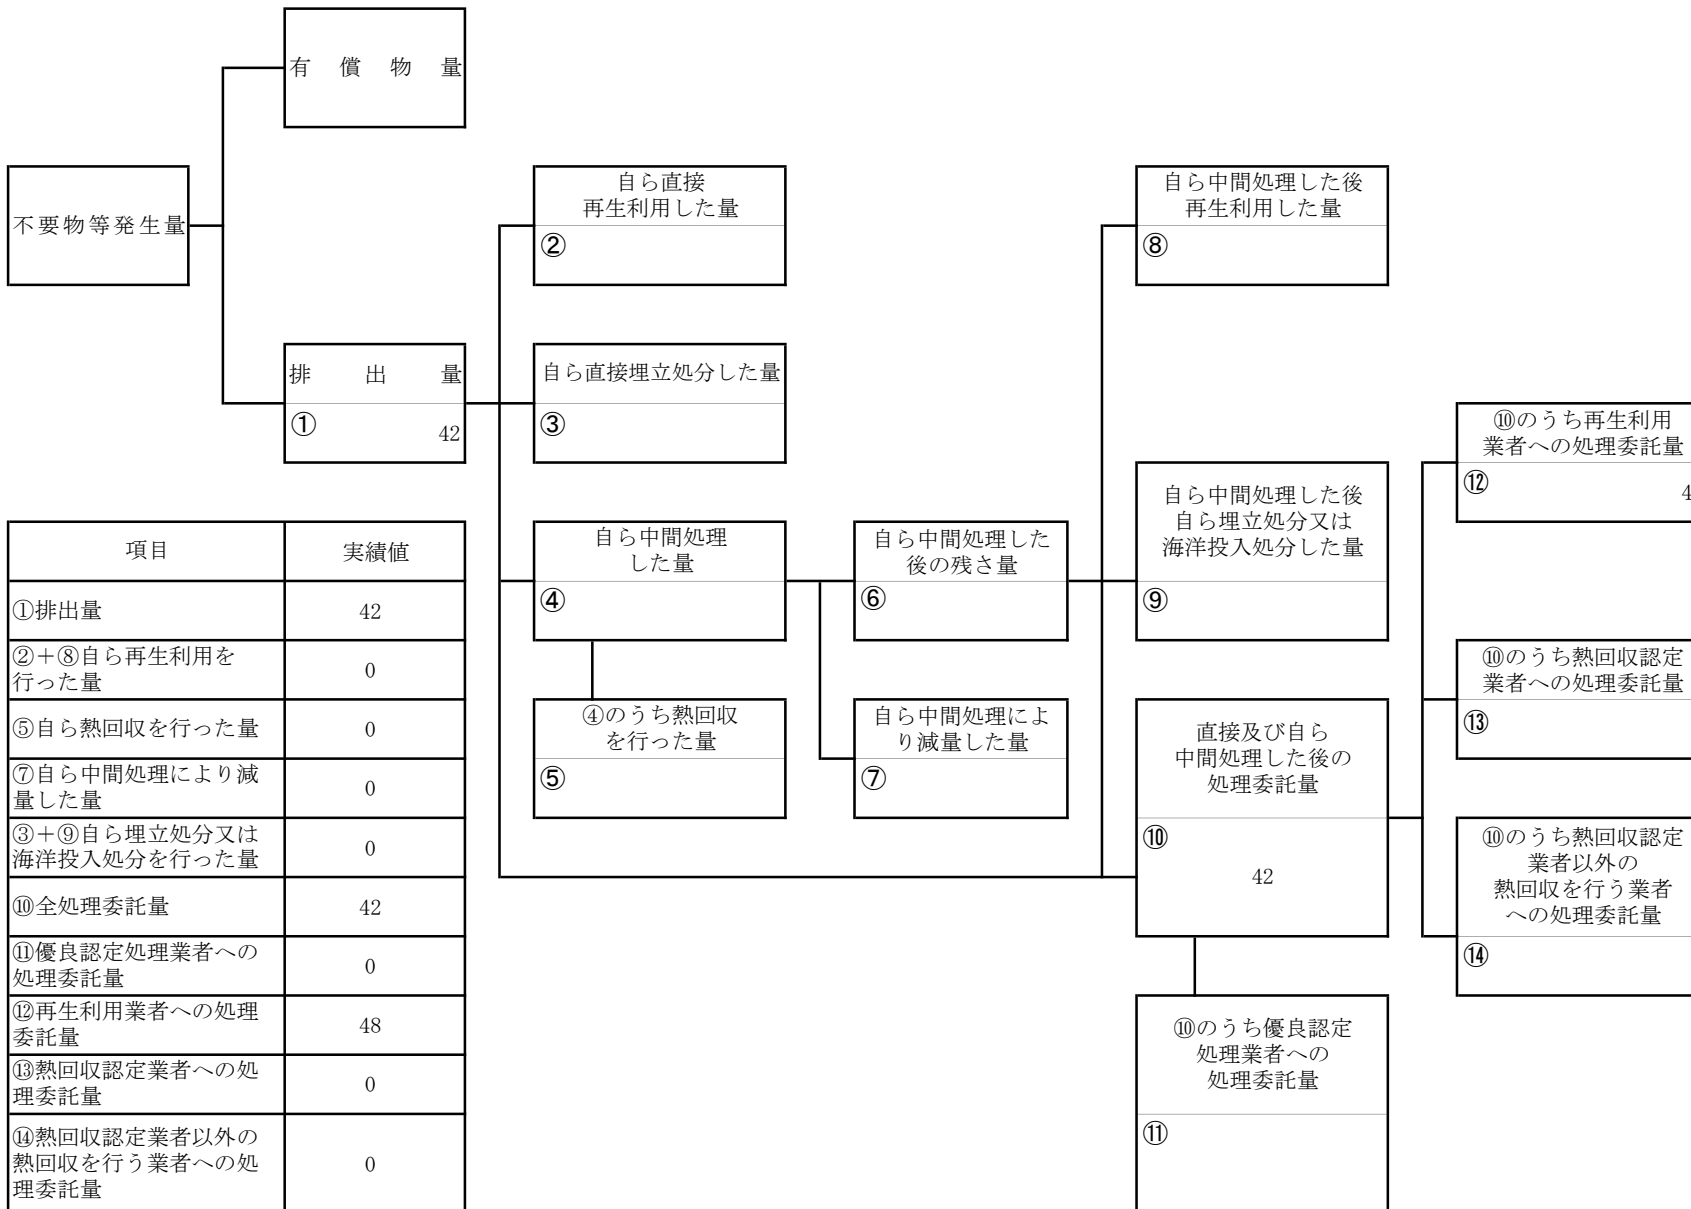 有償物量
不要物等発生量
自ら直接
再生利用した量
②
自ら中間処理した後
再生利用した量
⑧
排出量
①
42
自ら直接埋立処分した量
③
⑩のうち再生利用
業者への処理委託量
⑫
4
自ら中間処理
した量
④
自ら中間処理した
後の残さ量
⑥
自ら中間処理した後
自ら埋立処分又は
海洋投入処分した量
⑨
④のうち熱回収
を行った量
⑤
自ら中間処理によ
り減量した量
⑦
直接及び自ら
中間処理した後の
処理委託量
⑩
42
⑩のうち熱回収認定
業者への処理委託量
⑬
⑩のうち熱回収認定
業者以外の
熱回収を行う業者
への処理委託量
⑭
⑩のうち優良認定
処理業者への
処理委託量
⑪
項目 実績値
①排出量 42
②＋⑧自ら再生利用を
行った量 0
⑤自ら熱回収を行った量 0
⑦自ら中間処理により減
量した量 0
③＋⑨自ら埋立処分又は
海洋投入処分を行った量 0
⑩全処理委託量 42
⑪優良認定処理業者への
処理委託量 0
⑫再生利用業者への処理
委託量 48
⑬熱回収認定業者への処
理委託量 0
⑭熱回収認定業者以外の
熱回収を行う業者への処
理委託量 0